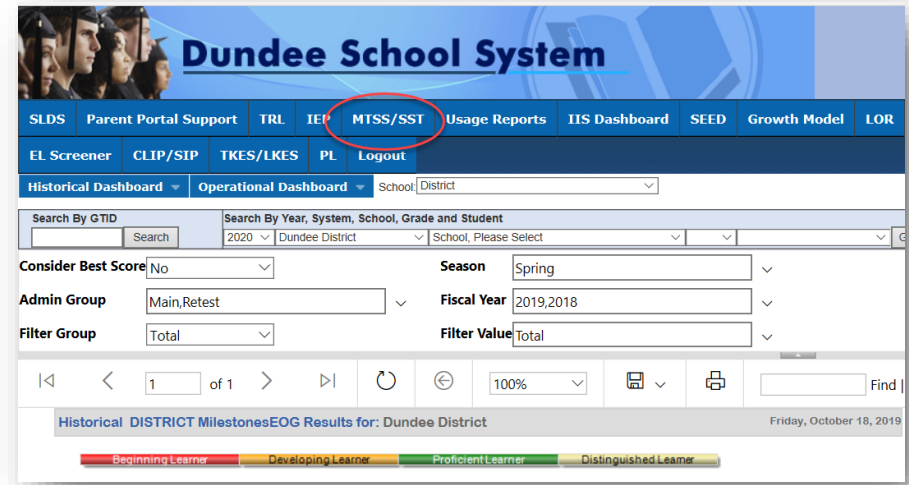 Dundee School System
SLDS Parent Portal Support TRL IEP MTSS/SST Usage Reports IIS Dashboard SEED Growth Model LOR
EL Screener CLIP/SIP TKES/LKES PL Logout
Historical Dashboard Operational Dashboard School: District
Search By GTID Search By Year, System, School, Grade and Student
Search 2020 Dundee District School, Please Select G
Consider Best Score No Season Spring
Admin Group Main,Retest Fiscal Year 2019,2018
Filter Group Total Filter Value Total
1 of 1 100% Find |
Historical DISTRICT MilestonesEOG Results for: Dundee District Friday, October 18, 2019
Beginning Learner Developing Learner Proficient Learner Distinguished Learner